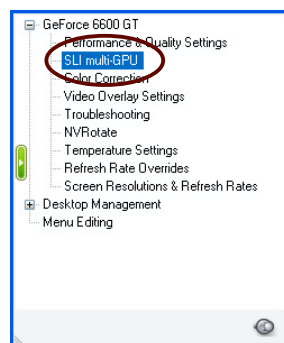 GeForce 6600 GT
Performance & Quality Settings
SLI multi-GPU
Color Correction
Video Overlay Settings
Troubleshooting
NVRotate
Temperature Settings
Refresh Rate Overrides
Screen Resolutions & Refresh Rates
Desktop Management
Menu Editing